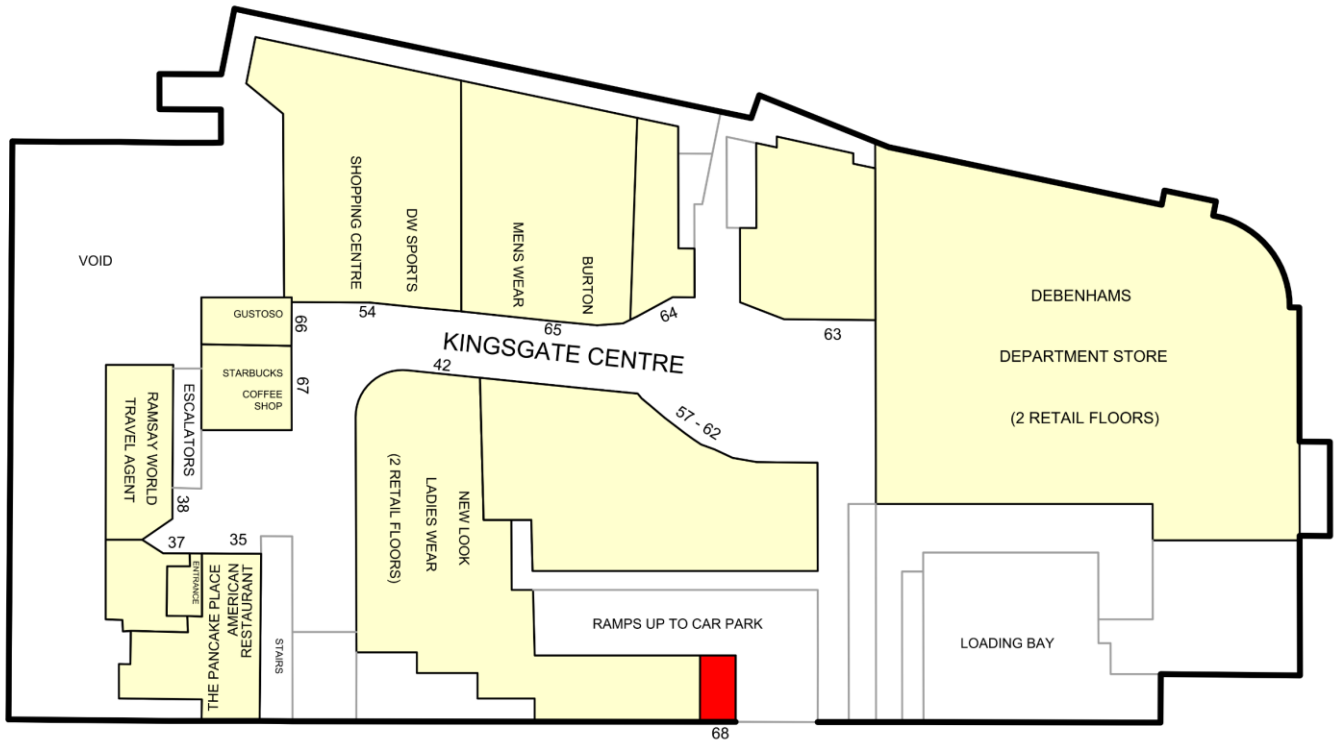 VOID
SHOPPING CENTRE
DW SPORTS
MENS WEAR
BURTON
54
65
64
63
DEBENHAMS
DEPARTMENT STORE
(2 RETAIL FLOORS)
GUSTOSO
66
STARBUCKS
COFFEE
SHOP
67
KINGSGATE CENTRE
42
57 - 62
RAMSAY WORLD
TRAVEL AGENT
ESCALATORS
38
37
35
ENTRANCE
THE PANCAKE PLACE
AMERICAN
RESTAURANT
STAIRS
NEW LOOK
LADIES WEAR
(2 RETAIL FLOORS)
RAMPS UP TO CAR PARK
LOADING BAY
68